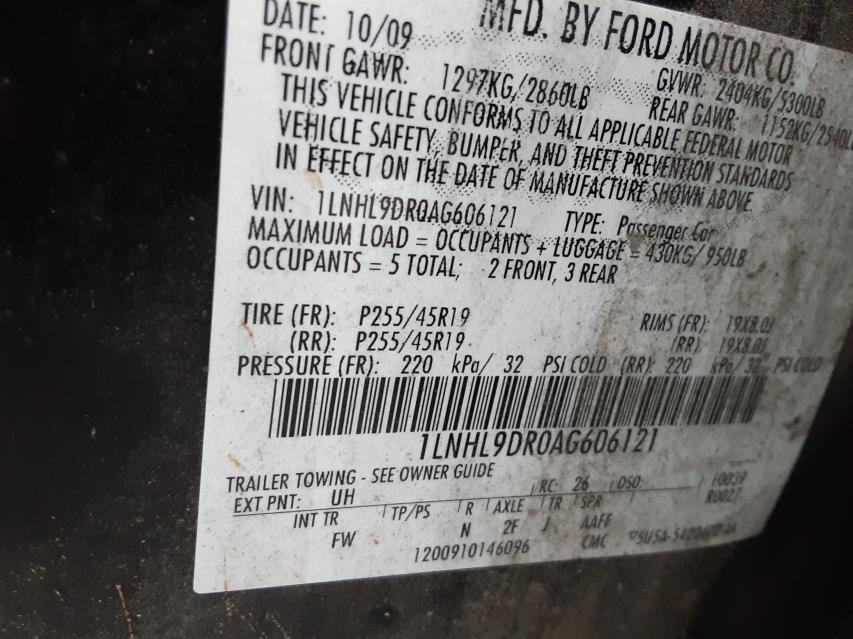 DATE: 10/09 MFD. BY FORD MOTOR CO.
FRONT GAWR: 1297KG/2860LB GVWR: 2404KG/5300LB
REAR GAWR: 1152KG/2540L
THIS VEHICLE CONFORMS TO ALL APPLICABLE FEDERAL MOTOR
VEHICLE SAFETY, BUMPER, AND THEFT PREVENTION STANDARDS
IN EFFECT ON THE DATE OF MANUFACTURE SHOWN ABOVE.
VIN: 1LNHL9DR0AG606121 TYPE: Passenger Car
MAXIMUM LOAD = OCCUPANTS + LUGGAGE = 430KG/950LB
OCCUPANTS = 5 TOTAL; 2 FRONT, 3 REAR
TIRE (FR): P255/45R19 RIMS (FR): 19X8.0J
(RR): P255/45R19 (RR): 19X8.0J
PRESSURE (FR): 220 kPa/ 32 PSI COLD (RR): 220 kPa/ 32 PSI COLD
1LNHL9DR0AG606121
TRAILER TOWING - SEE OWNER GUIDE
EXT PNT: UH RC: 26 DSO: F0039
R0027
INT TR TP/PS R AXLE TR SPR
FW N 2F J AAFF
1200910146096 CMC